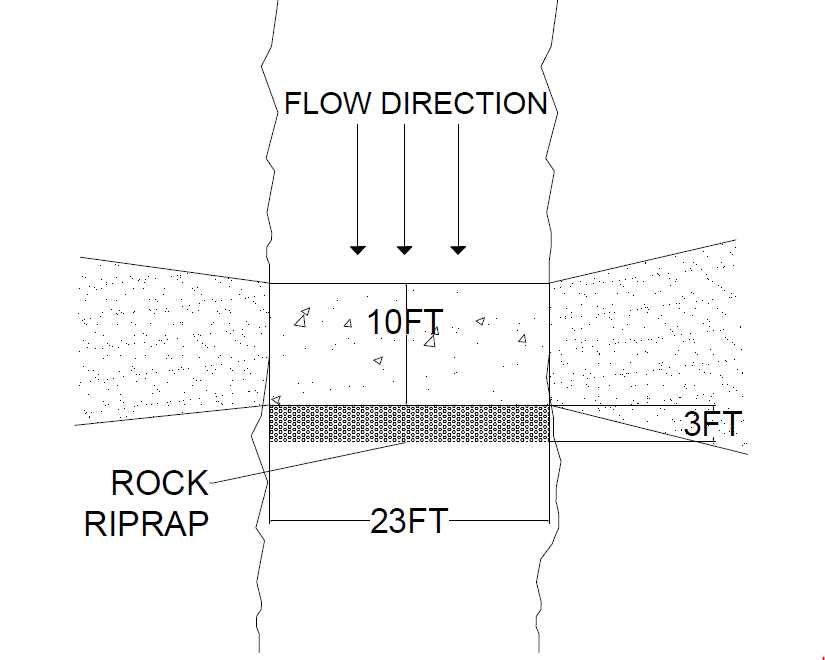 FLOW DIRECTION
10FT
3FT
ROCK
RIPRAP
23FT